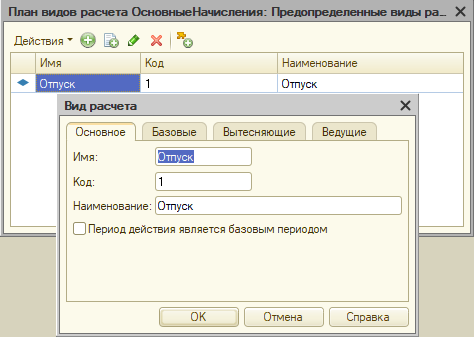 План видов расчета ОсновныеНачисления: Предопределенные виды ра...
Действия
Имя Код Наименование
Отпуск 1 Отпуск
Вид расчета
Основное Базовые Вытесняющие Ведущие
Имя: Отпуск
Код: 1
Наименование: Отпуск
Период действия является базовым периодом
OK Отмена Справка